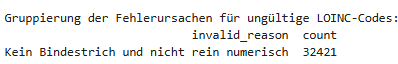 Gruppierung der Fehlerursachen für ungültige LOINC-Codes:
invalid_reason count
Kein Bindestrich und nicht rein numerisch 32421